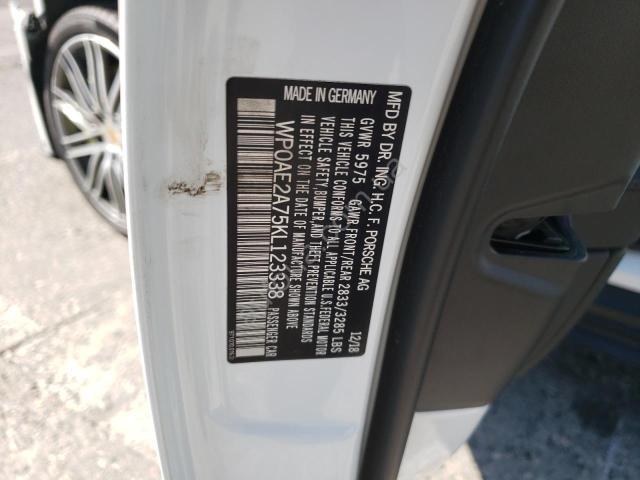 MFD BY DR. ING. H.C. F. PORSCHE AG 12/18
GVWR 5975 GAWR FRONT/REAR 2833/3285 LBS
THIS VEHICLE CONFORMS TO ALL APPLICABLE U.S.FEDERAL MOTOR
VEHICLE SAFETY, BUMPER, AND THEFT PREVENTION STANDARDS
IN EFFECT ON THE DATE OF MANUFACTURE SHOWN ABOVE.
WP0AE2A75KL123338 PASSENGER CAR
MADE IN GERMANY